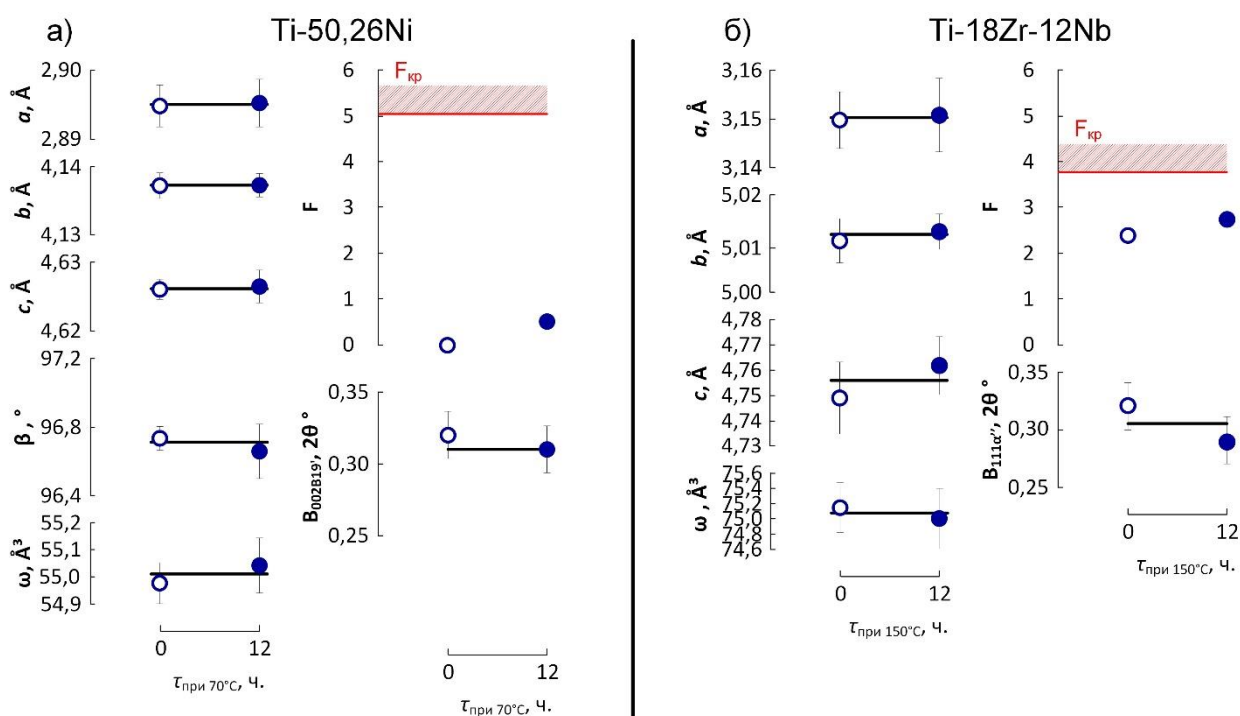 а) Ti-50,26Ni
a, Å
2,90
2,89
b, Å
4,14
4,13
c, Å
4,63
4,62
β, °
97,2
96,8
96,4
ω, Å³
55,2
55,1
55,0
54,9
0 12
τпри 70°C, ч.
F
6
5
4
3
2
1
0
Fкр
B002B19', 2θ °
0,35
0,30
0,25
0 12
τпри 70°C, ч.
б) Ti-18Zr-12Nb
a, Å
3,16
3,15
3,14
b, Å
5,02
5,01
5,00
c, Å
4,78
4,77
4,76
4,75
4,74
4,73
ω, Å³
75,6
75,4
75,2
75,0
74,8
74,6
0 12
τпри 150°C, ч.
F
6
5
4
3
2
1
0
Fкр
B111α'', 2θ °
0,35
0,30
0,25
0 12
τпри 150°C, ч.